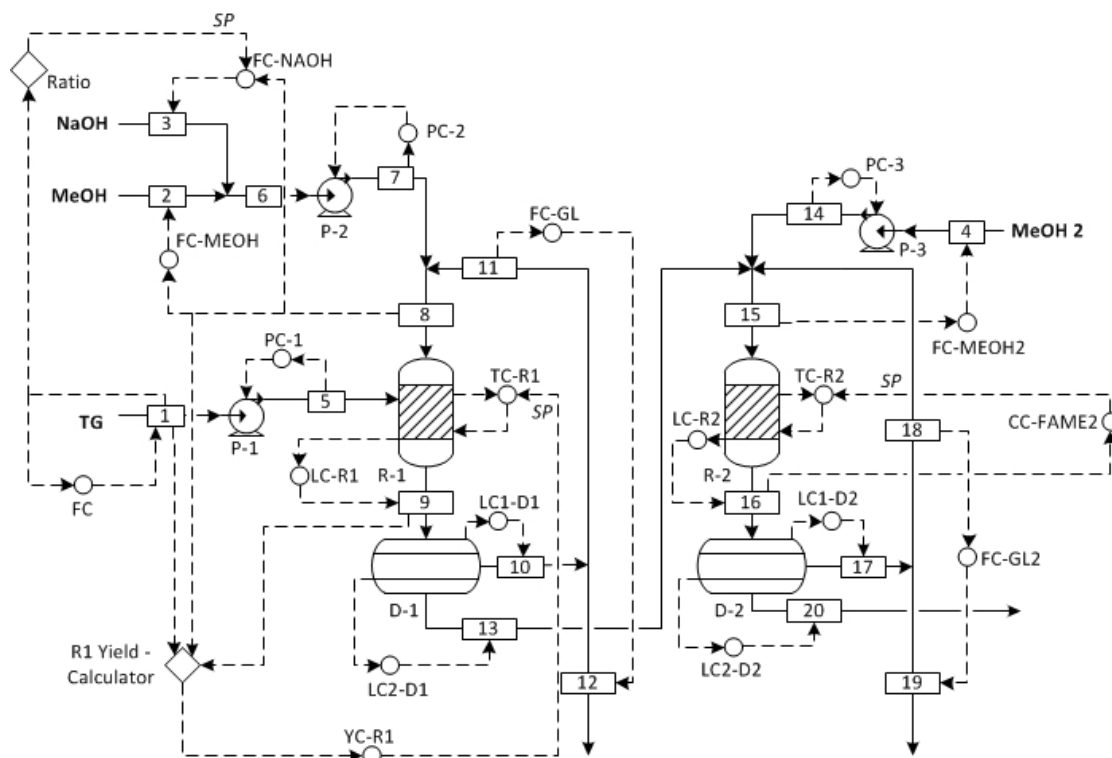 SP
FC-NAOH
Ratio
NaOH
3
PC-2
7
MeOH
2
6
P-2
FC-MEOH
FC-GL
11
8
PC-3
14
P-3
4
MeOH 2
15
FC-MEOH2
PC-1
5
TC-R1
SP
TG
1
P-1
FC
LC-R1
R-1
9
LC1-D1
10
D-1
13
LC2-D1
12
TC-R2
SP
LC-R2
CC-FAME2
18
R-2
16
LC1-D2
17
FC-GL2
D-2
20
LC2-D2
19
R1 Yield -
Calculator
YC-R1